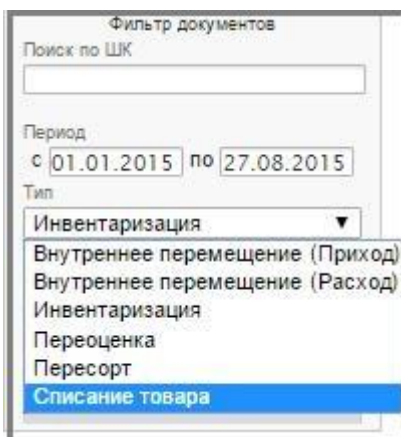 Фильтр документов
Поиск по ШК
Период
с 01.01.2015 по 27.08.2015
Тип
Инвентаризация
Внутреннее перемещение (Приход)
Внутреннее перемещение (Расход)
Инвентаризация
Переоценка
Пересорт
Списание товара